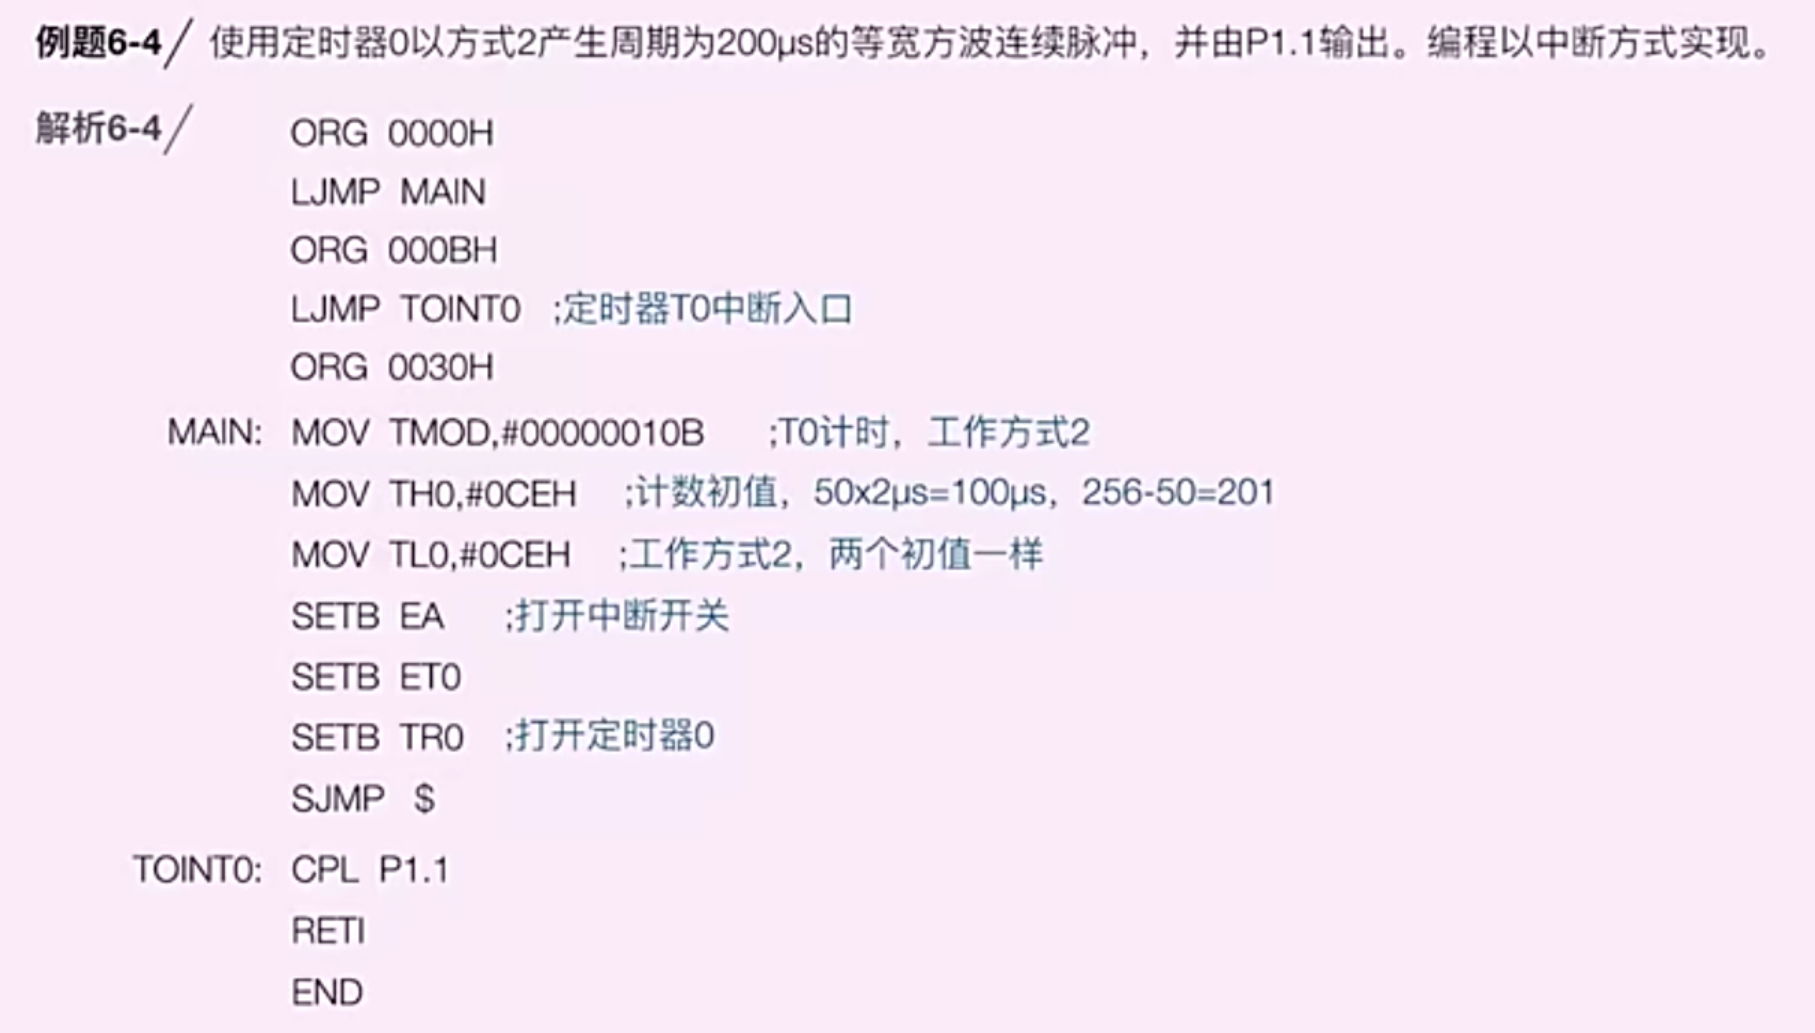 例题6-4/ 使用定时器0以方式2产生周期为200μs的等宽方波连续脉冲，并由P1.1输出。编程以中断方式实现。
解析6-4/ ORG 0000H
LJMP MAIN
ORG 000BH
LJMP TOINT0 ;定时器T0中断入口
ORG 0030H
MAIN: MOV TMOD,#00000010B ;T0计时，工作方式2
MOV TH0,#0CEH ;计数初值，50x2μs=100μs，256-50=201
MOV TL0,#0CEH ;工作方式2，两个初值一样
SETB EA ;打开中断开关
SETB ET0
SETB TR0 ;打开定时器0
SJMP $
TOINT0: CPL P1.1
RETI
END